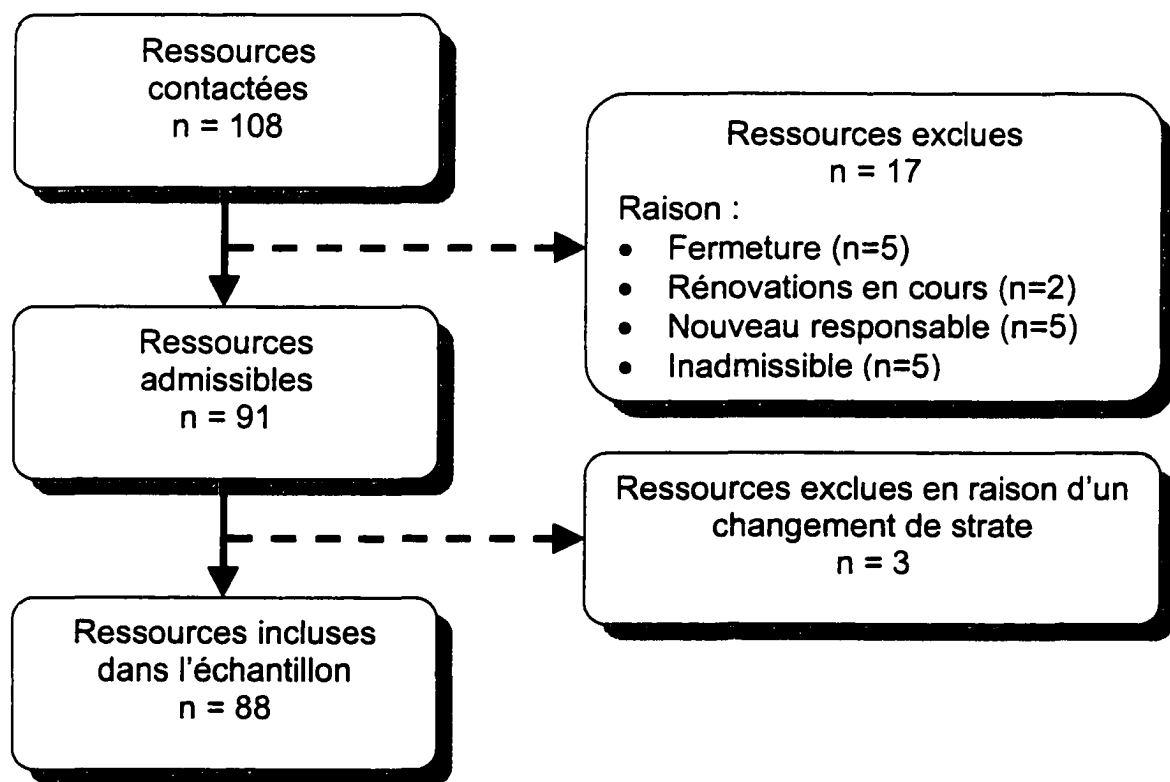 Ressources
contactées
n = 108
Ressources exclues
n = 17
Raison :
• Fermeture (n=5)
• Rénovations en cours (n=2)
• Nouveau responsable (n=5)
• Inadmissible (n=5)
Ressources
admissibles
n = 91
Ressources exclues en raison d'un
changement de strate
n = 3
Ressources incluses
dans l'échantillon
n = 88